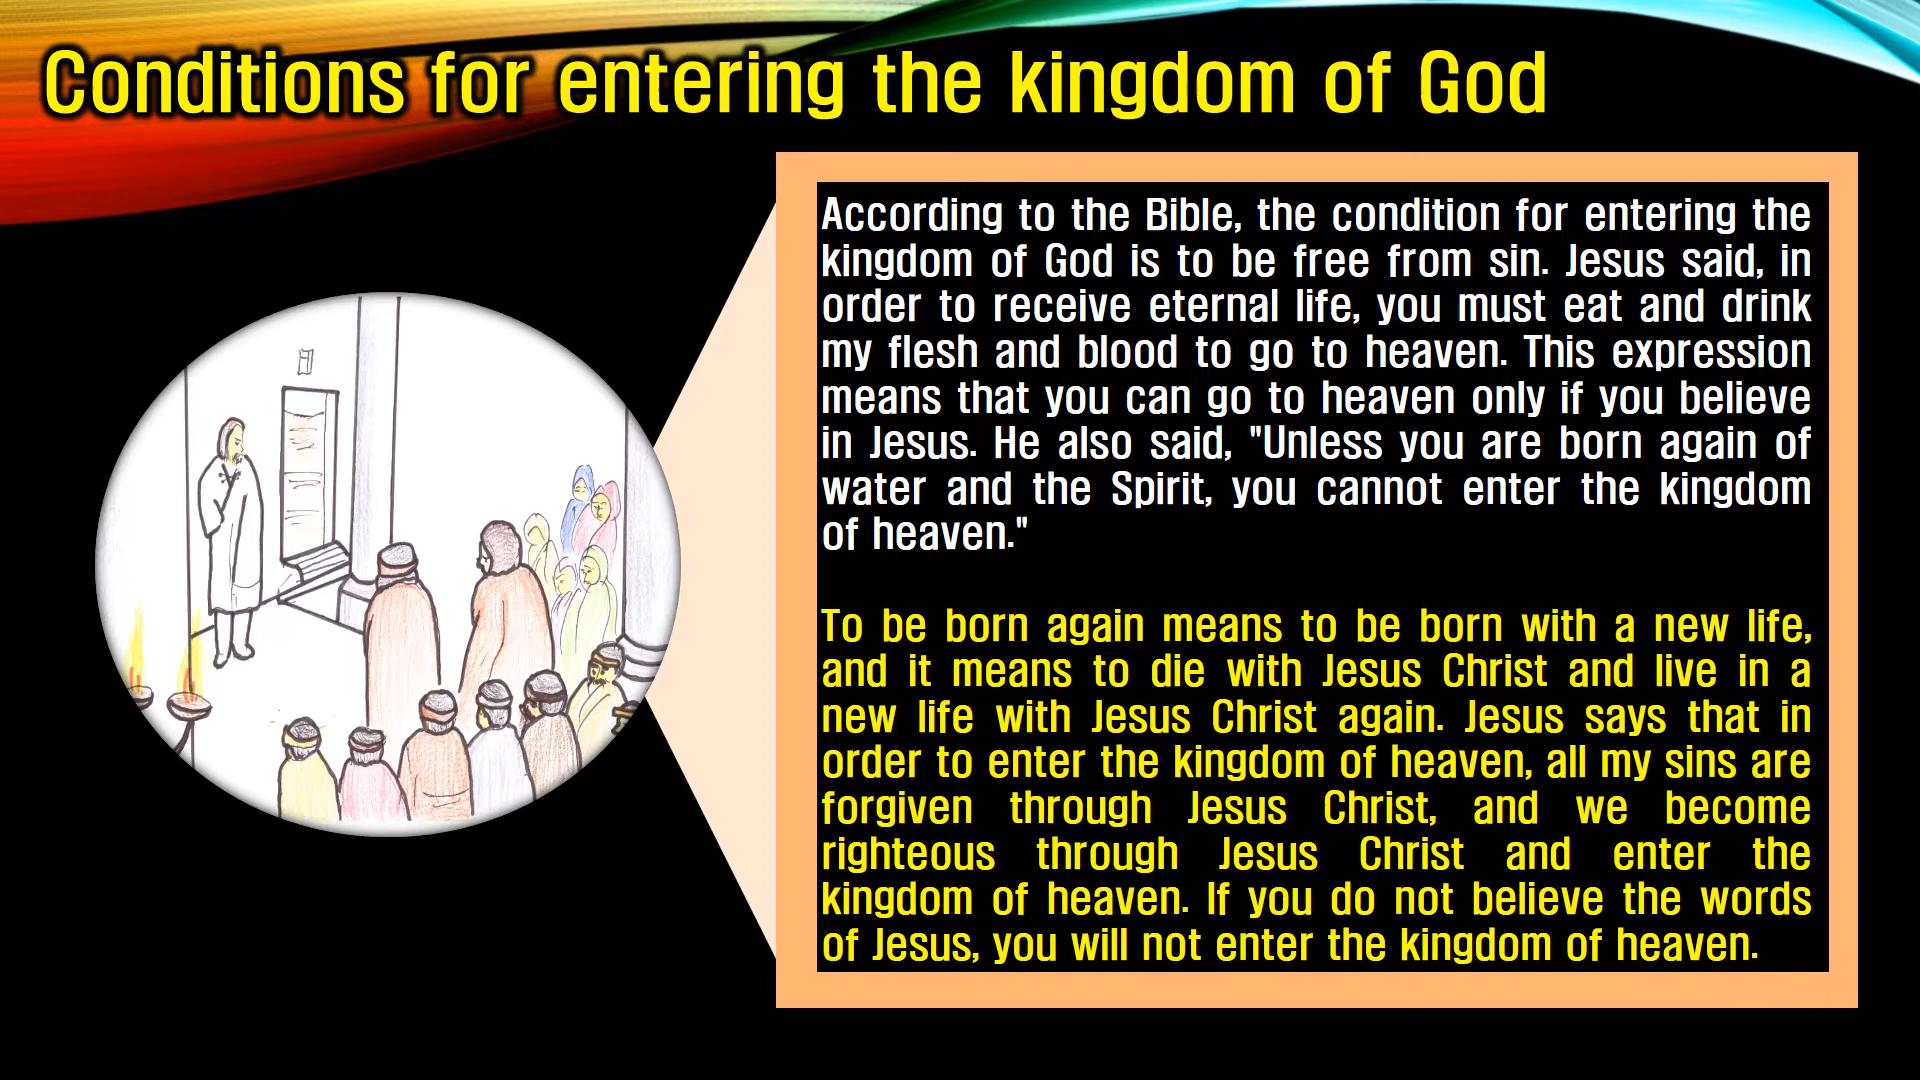 Conditions for entering the kingdom of God
According to the Bible, the condition for entering the
kingdom of God is to be free from sin. Jesus said, in
order to receive eternal life, you must eat and drink
my flesh and blood to go to heaven. This expression
means that you can go to heaven only if you believe
in Jesus. He also said, "Unless you are born again of
water and the Spirit, you cannot enter the kingdom
of heaven."
To be born again means to be born with a new life,
and it means to die with Jesus Christ and live in a
new life with Jesus Christ again. Jesus says that in
order to enter the kingdom of heaven, all my sins are
forgiven through Jesus Christ, and we become
righteous through Jesus Christ and enter the
kingdom of heaven. If you do not believe the words
of Jesus, you will not enter the kingdom of heaven.